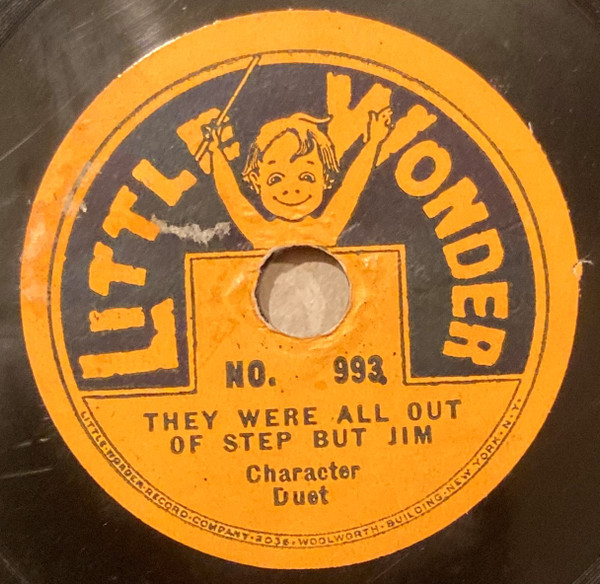 LITTLE WONDER
NO. 993
THEY WERE ALL OUT
OF STEP BUT JIM
Character
Duet
LITTLE·WONDER·RECORD·COMPANY·2036·WOOLWORTH·BUILDING·NEW YORK·N·Y·